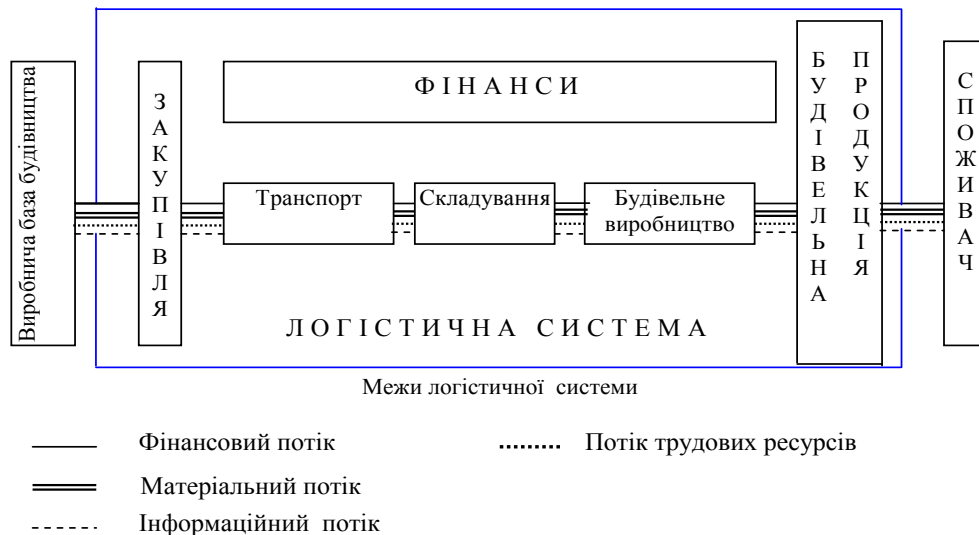 Виробнича база будівництва
ЗАКУПІВЛЯ
ФІНАНСИ
Транспорт
Складування
Будівельне
виробництво
БУДІВЕЛЬНА
ПРОДУКЦІЯ
СПОЖИВАЧ
ЛОГІСТИЧНА СИСТЕМА
Межи логістичної системи
Фінансовий потік
Потік трудових ресурсів
Матеріальний потік
Інформаційний потік